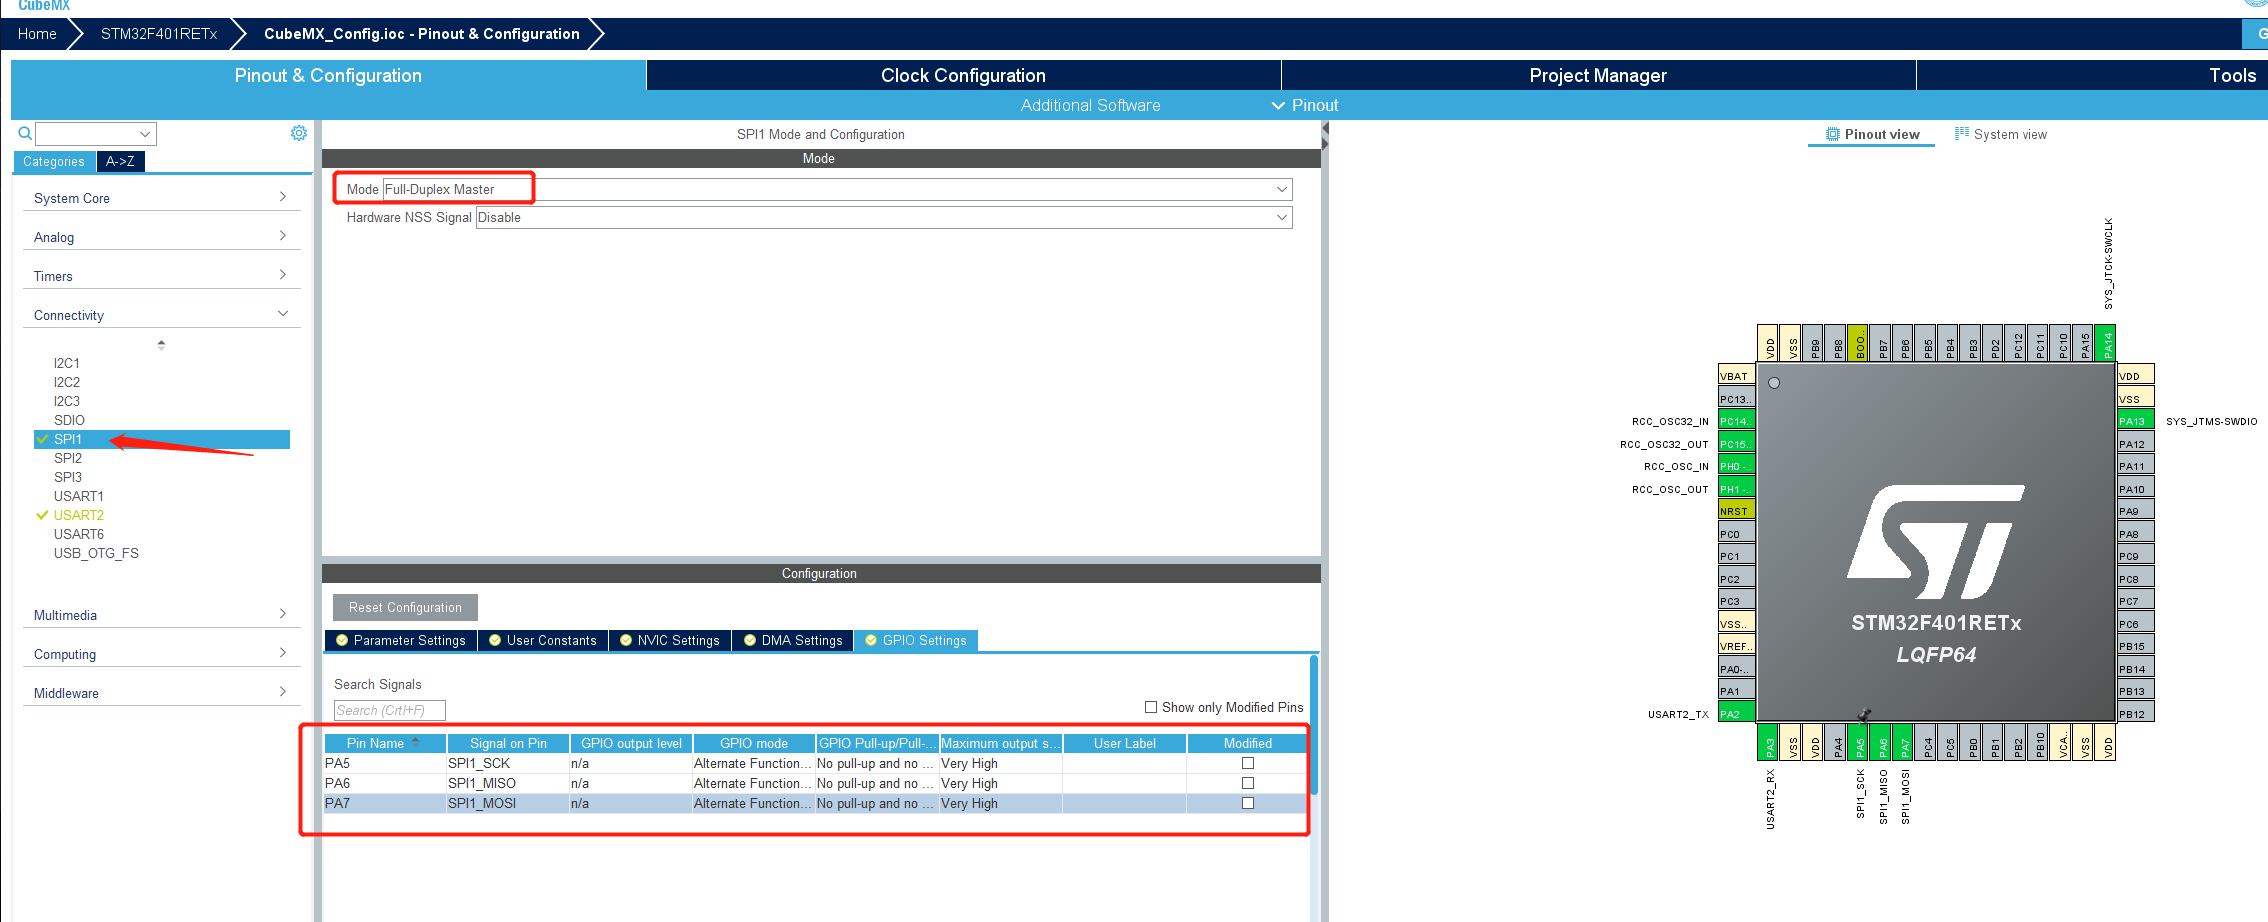 CubeMX
Home STM32F401RETx CubeMX_Config.ioc - Pinout & Configuration G
Pinout & Configuration Clock Configuration Project Manager Tools
Additional Software Pinout
Categories A->Z
System Core
Analog
Timers
Connectivity
I2C1
I2C2
I2C3
SDIO
SPI1
SPI2
SPI3
USART1
USART2
USART6
USB_OTG_FS
Multimedia
Computing
Middleware
SPI1 Mode and Configuration
Mode
Mode Full-Duplex Master
Hardware NSS Signal Disable
Configuration
Reset Configuration
Parameter Settings User Constants NVIC Settings DMA Settings GPIO Settings
Search Signals
Search (Crtl+F) Show only Modified Pins
Pin Name Signal on Pin GPIO output level GPIO mode GPIO Pull-up/Pull-... Maximum output s... User Label Modified
PA5 SPI1_SCK n/a Alternate Function... No pull-up and no ... Very High
PA6 SPI1_MISO n/a Alternate Function... No pull-up and no ... Very High
PA7 SPI1_MOSI n/a Alternate Function... No pull-up and no ... Very High
Pinout view System view
SYS_JTCK-SWCLK
VDD VSS PB9 PB8 BOO.. PB7 PB6 PB5 PB4 PB3 PD2 PC12 PC11 PC10 PA15 PA14
VBAT
PC13..
RCC_OSC32_IN PC14..
RCC_OSC32_OUT PC15..
RCC_OSC_IN PH0 -..
RCC_OSC_OUT PH1 -..
NRST
PC0
PC1
PC2
PC3
VSS..
VREF..
PA0-..
PA1
USART2_TX PA2
ST
STM32F401RETx
LQFP64
VDD
VSS
PA13 SYS_JTMS-SWDIO
PA12
PA11
PA10
PA9
PA8
PC9
PC8
PC7
PC6
PB15
PB14
PB13
PB12
PA3 VSS VDD PA4 PA5 PA6 PA7 PC4 PC5 PB0 PB1 PB2 PB10 VCA.. VSS VDD
USART2_RX SPI1_SCK SPI1_MISO SPI1_MOSI